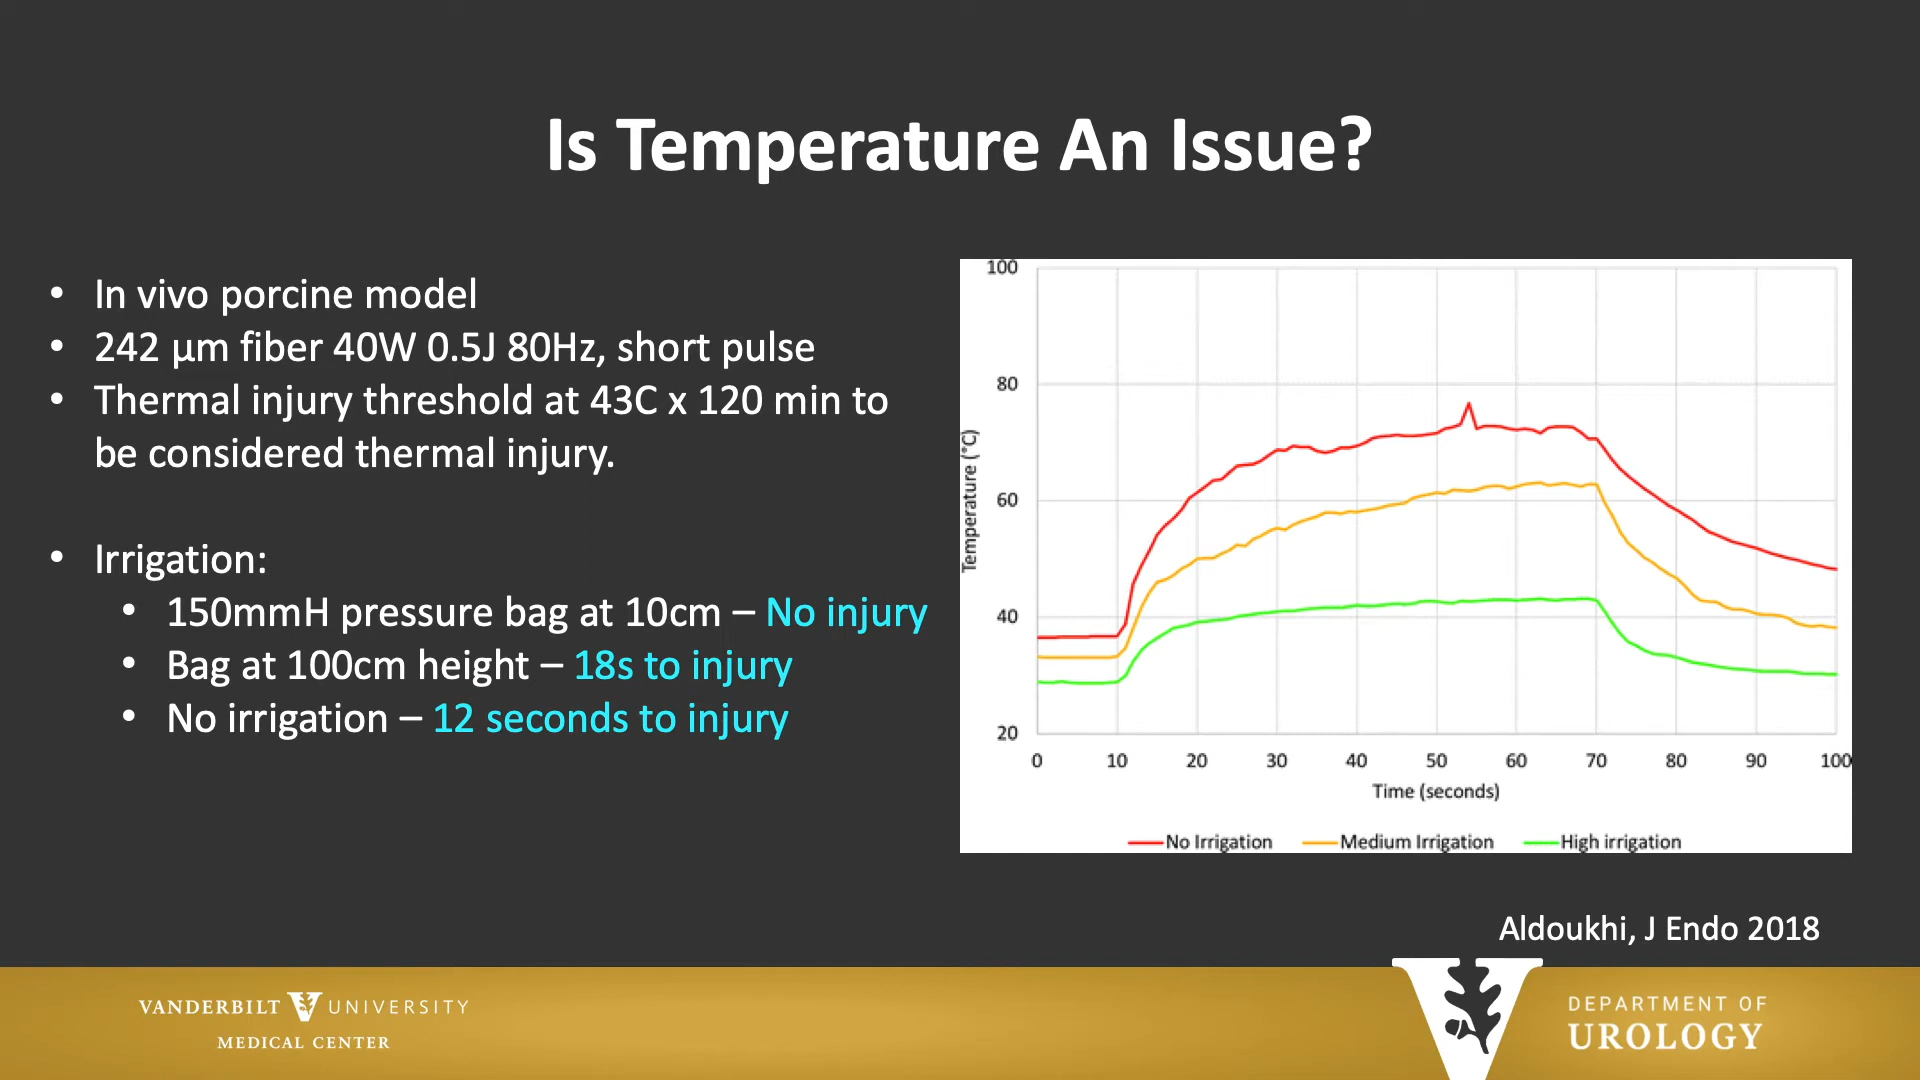 Is Temperature An Issue?
• In vivo porcine model
• 242 µm fiber 40W 0.5J 80Hz, short pulse
• Thermal injury threshold at 43C x 120 min to
be considered thermal injury.
• Irrigation:
• 150mmH pressure bag at 10cm – No injury
• Bag at 100cm height – 18s to injury
• No irrigation – 12 seconds to injury
100
80
60
40
20
Temperature (°C)
0 10 20 30 40 50 60 70 80 90 100
Time (seconds)
No Irrigation Medium Irrigation High irrigation
Aldoukhi, J Endo 2018
VANDERBILT V UNIVERSITY
MEDICAL CENTER
V
DEPARTMENT OF
UROLOGY